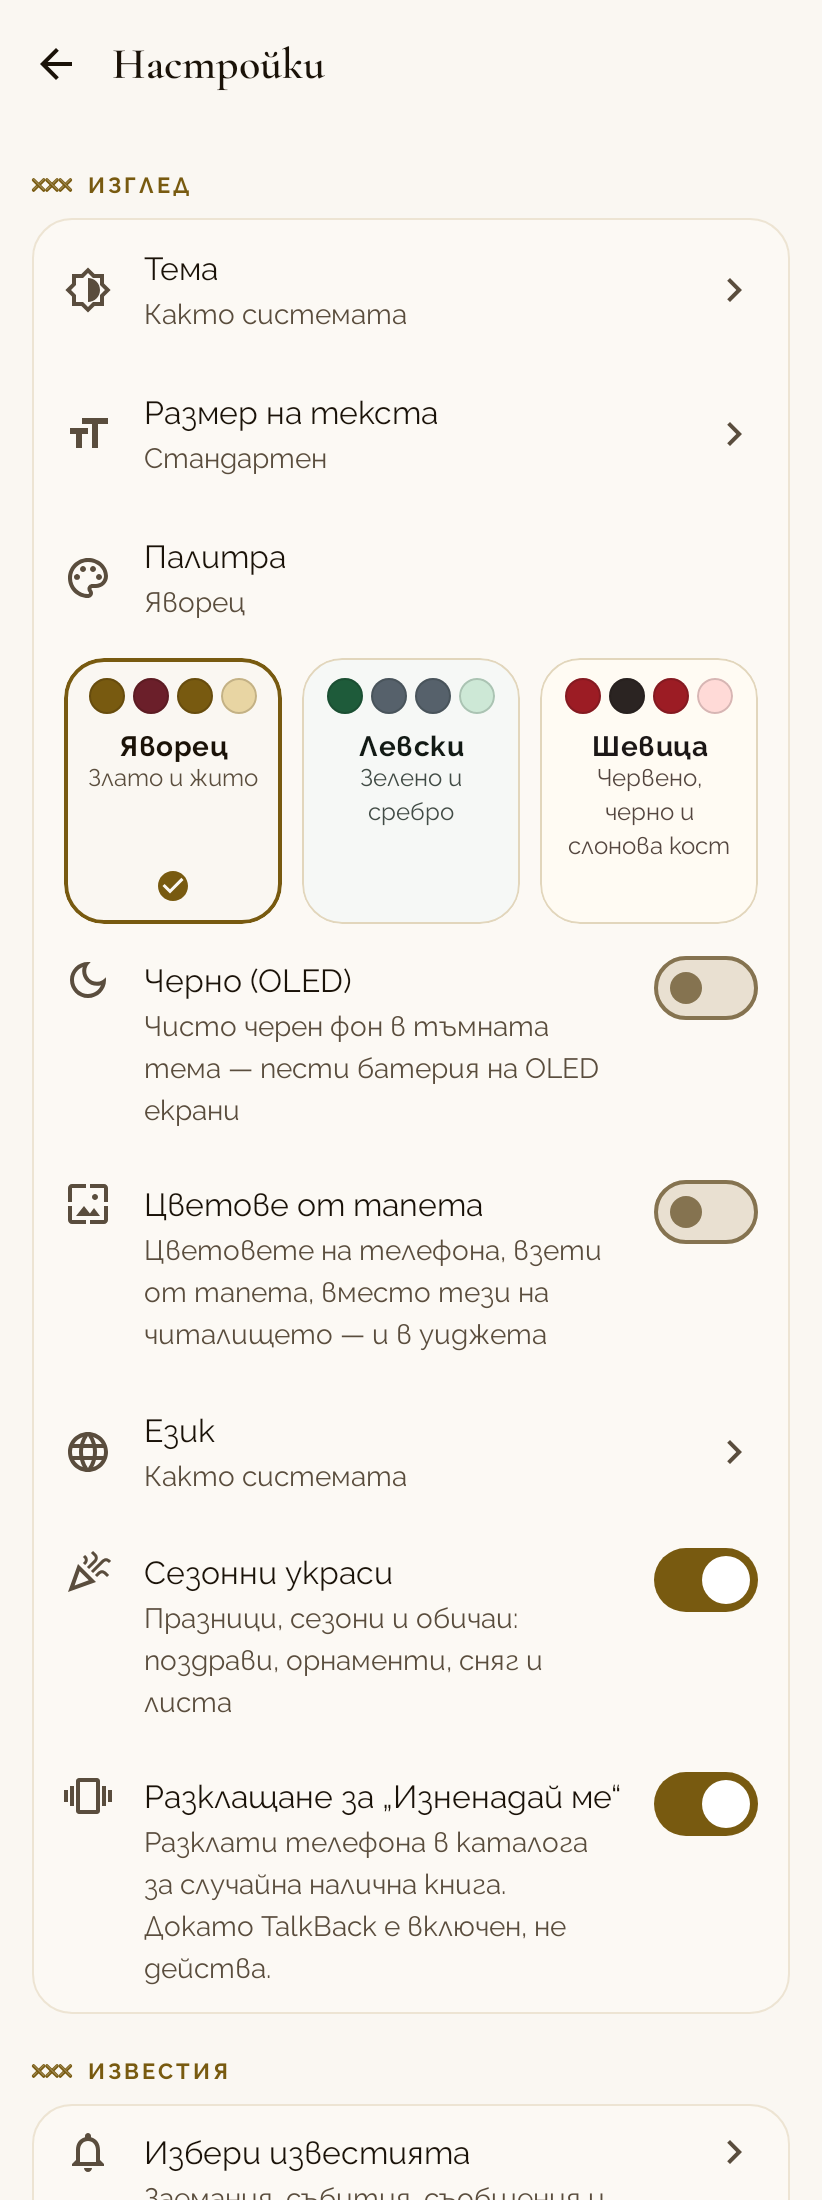 Настройки
ИЗГЛЕД
Тема
Както системата
Размер на текста
Стандартен
Палитра
Яворец
Яворец
Злато и жито
Левски
Зелено и
сребро
Шевица
Червено,
черно и
слонова кост
Черно (OLED)
Чисто черен фон в тъмната
тема — пести батерия на OLED
екрани
Цветове от тапета
Цветовете на телефона, взети
от тапета, вместо тези на
читалището — и в уиджета
Език
Както системата
Сезонни украси
Празници, сезони и обичаи:
поздрави, орнаменти, сняг и
листа
Разклащане за „Изненадай ме“
Разклати телефона в каталога
за случайна налична книга.
Докато TalkBack е включен, не
действа.
ИЗВЕСТИЯ
Избери известията
Заемания, събития, съобщения и